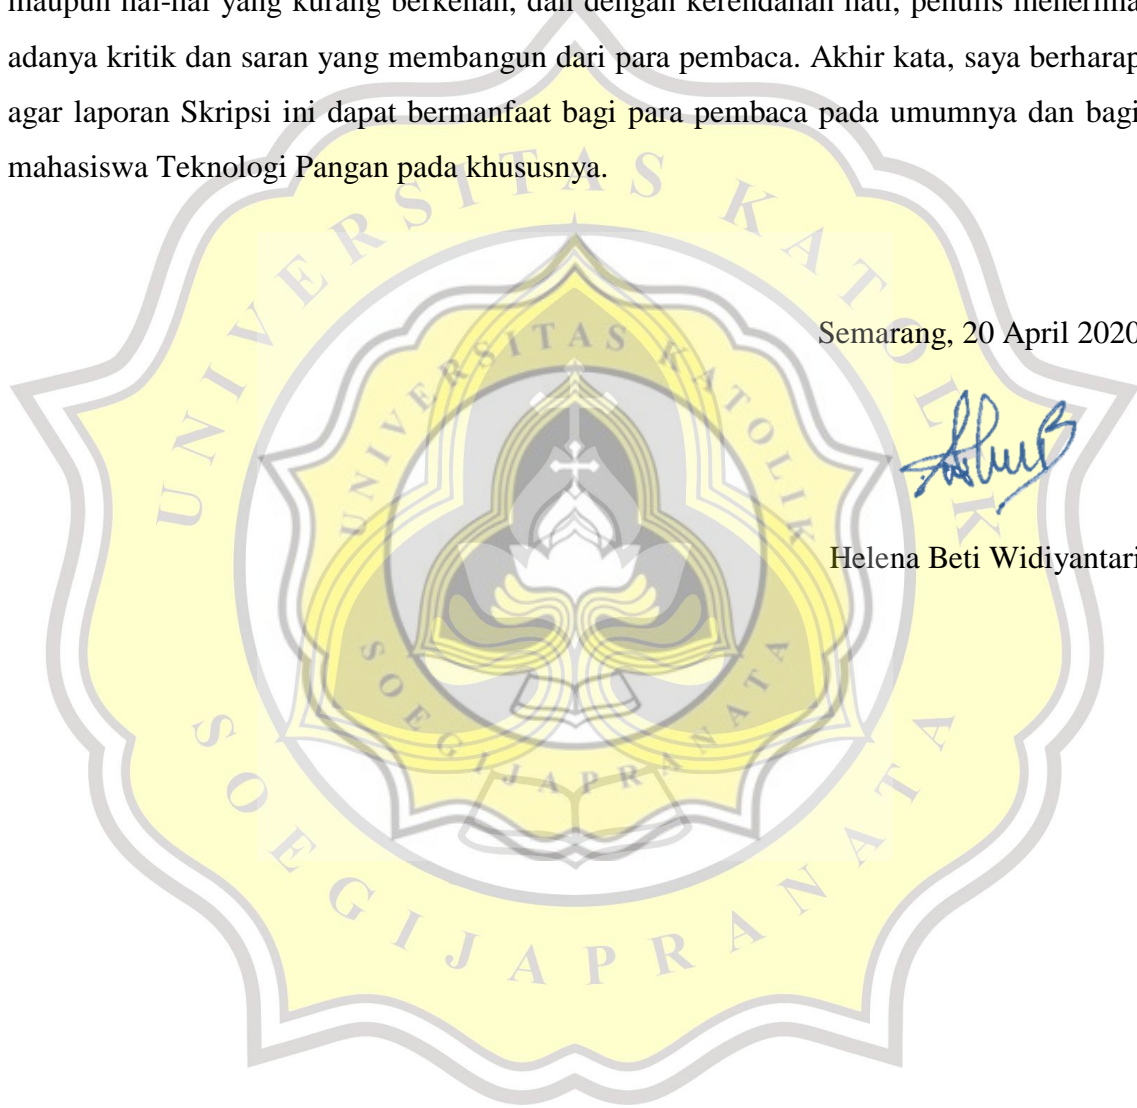 maupun hal-hal yang kurang berkenan, dan dengan kerendahan hati, penulis menerima
adanya kritik dan saran yang membangun dari para pembaca. Akhir kata, saya berharap
agar laporan Skripsi ini dapat bermanfaat bagi para pembaca pada umumnya dan bagi
mahasiswa Teknologi Pangan pada khususnya.
UNIVERSITAS KATOLIK
SOEGIJAPRANATA
UNIVERSITAS KATOLIK
SOEGIJAPRANATA
Semarang, 20 April 2020
Helena Beti Widiyantari